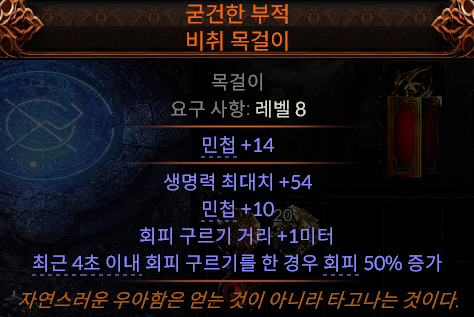 굳건한 부적
비취 목걸이
목걸이
요구 사항: 레벨 8
민첩 +14
생명력 최대치 +54
민첩 +10
20
회피 구르기 거리 +1미터
최근 4초 이내 회피 구르기를 한 경우 회피 50% 증가
자연스러운 우아함은 얻는 것이 아니라 타고나는 것이다.